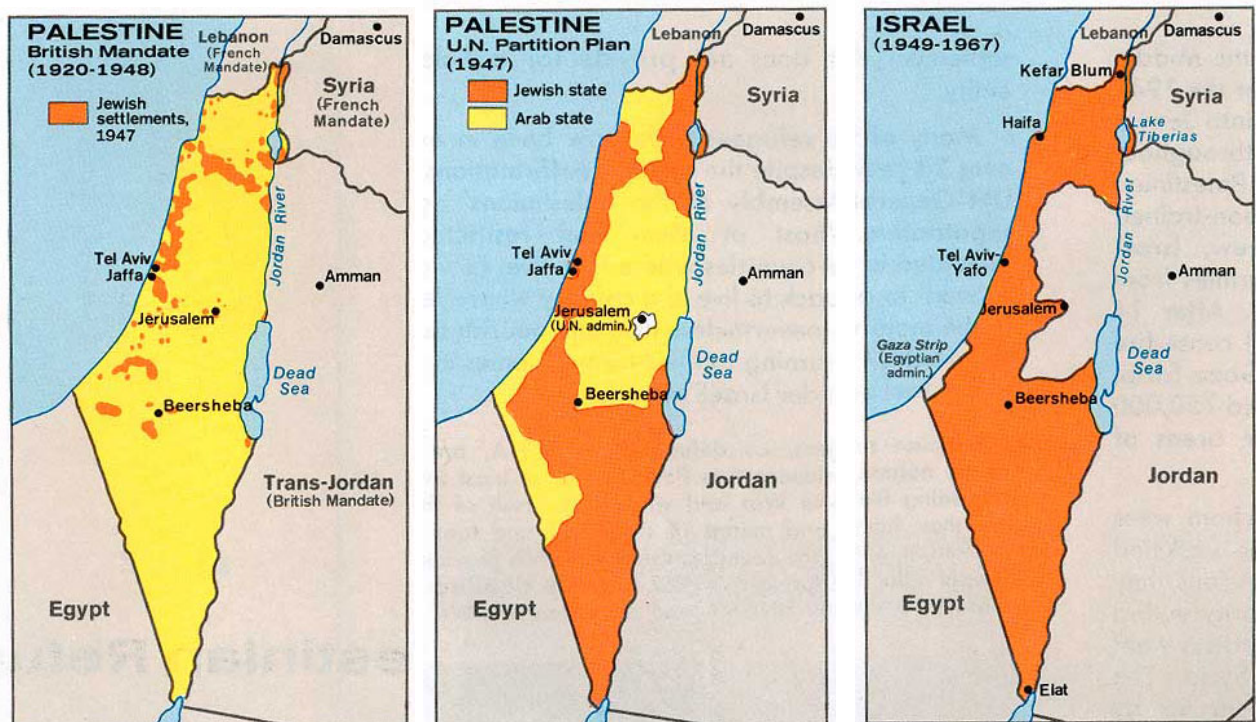 PALESTINE
British Mandate
(1920-1948)
Jewish
settlements,
1947
Lebanon
(French
Mandate)
Damascus
Syria
(French
Mandate)
Jordan River
Tel Aviv
Jaffa
Amman
Jerusalem
Dead
Sea
Beersheba
Trans-Jordan
(British Mandate)
Egypt
PALESTINE
U.N. Partition Plan
(1947)
Jewish state
Arab state
Lebanon
Damascus
Syria
Jordan River
Tel Aviv
Jaffa
Amman
Jerusalem
(U.N. admin.)
Dead
Sea
Beersheba
Jordan
Egypt
ISRAEL
(1949-1967)
Lebanon
Damascus
Kefar Blum
Syria
Haifa
Lake
Tiberias
Jordan River
Tel Aviv-
Yafo
Amman
Jerusalem
Gaza Strip
(Egyptian
admin.)
Dead
Sea
Beersheba
Jordan
Egypt
Elat